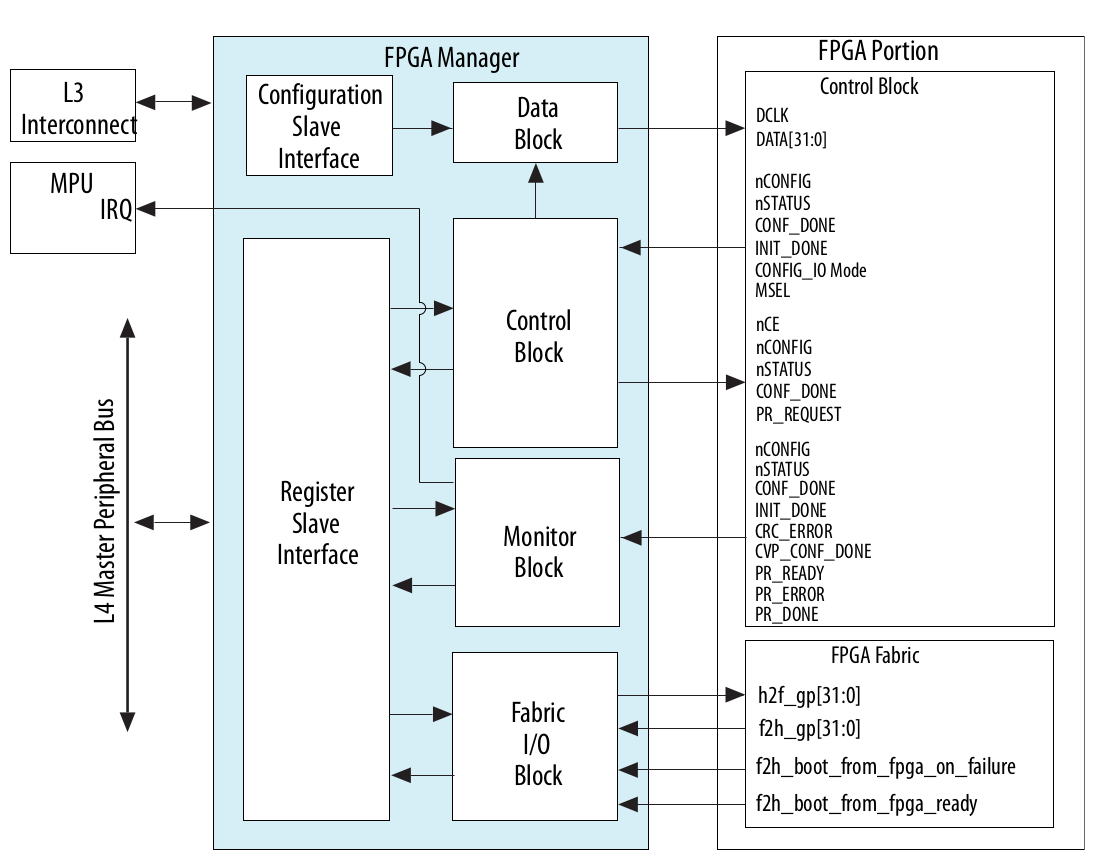 FPGA Manager
FPGA Portion
L3
Interconnect
MPU
IRQ
L4 Master Peripheral Bus
Configuration
Slave
Interface
Data
Block
Control
Block
Register
Slave
Interface
Monitor
Block
Fabric
I/O
Block
Control Block
DCLK
DATA[31:0]
nCONFIG
nSTATUS
CONF_DONE
INIT_DONE
CONFIG_IO Mode
MSEL
nCE
nCONFIG
nSTATUS
CONF_DONE
PR_REQUEST
nCONFIG
nSTATUS
CONF_DONE
INIT_DONE
CRC_ERROR
CVP_CONF_DONE
PR_READY
PR_ERROR
PR_DONE
FPGA Fabric
h2f_gp[31:0]
f2h_gp[31:0]
f2h_boot_from_fpga_on_failure
f2h_boot_from_fpga_ready